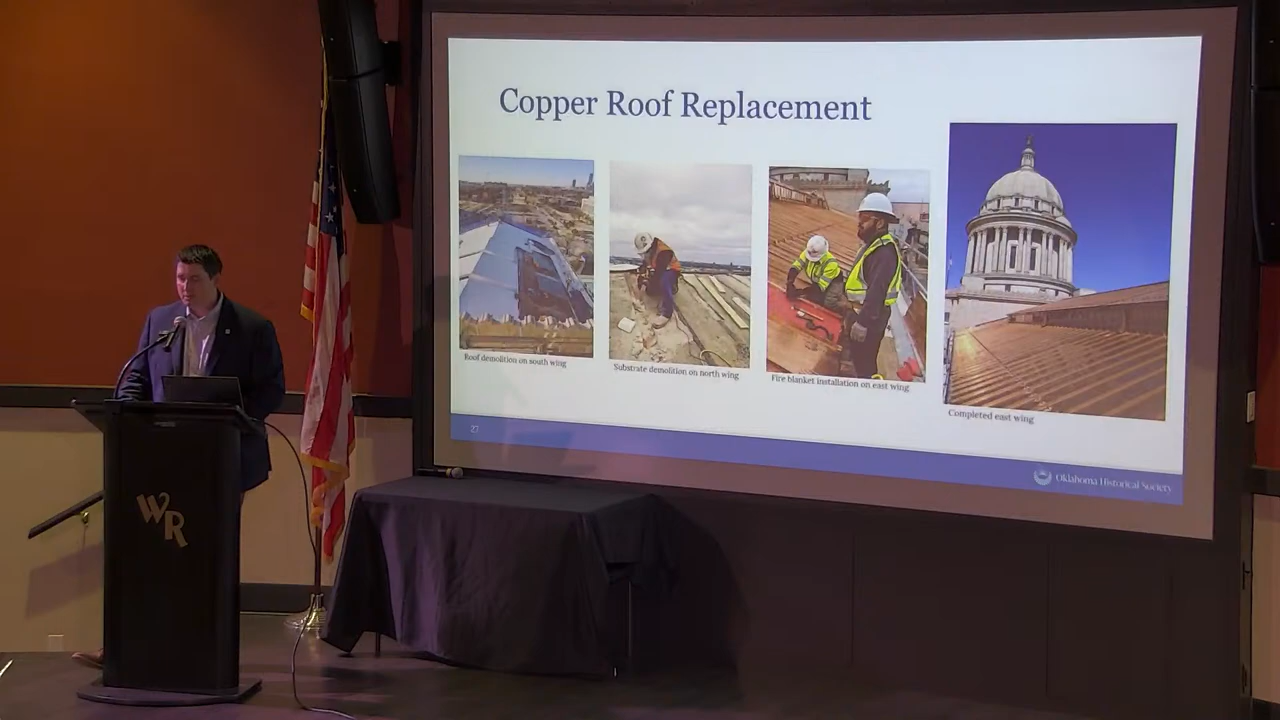 Copper Roof Replacement
Roof demolition on south wing
Substrate demolition on north wing
Fire blanket installation on east wing
Completed east wing
27
Oklahoma Historical Society
WR